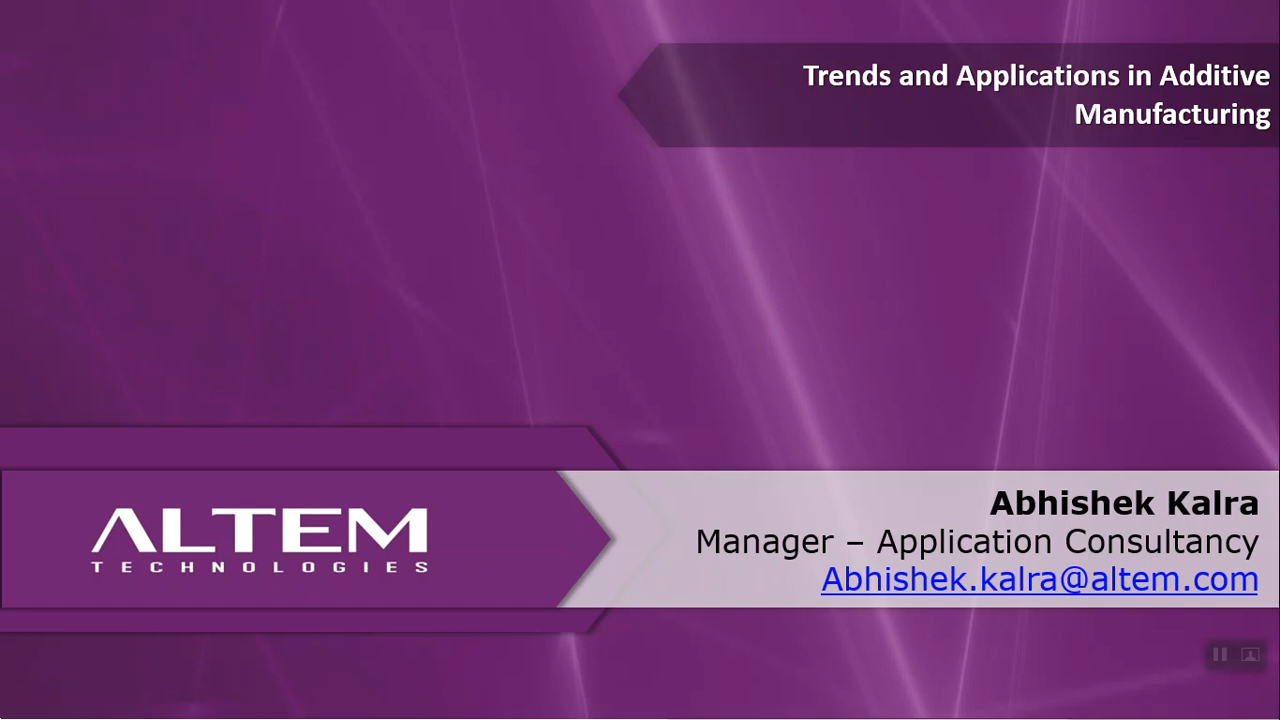 Trends and Applications in Additive
Manufacturing
ALTEM
TECHNOLOGIES
Abhishek Kalra
Manager – Application Consultancy
Abhishek.kalra@altem.com